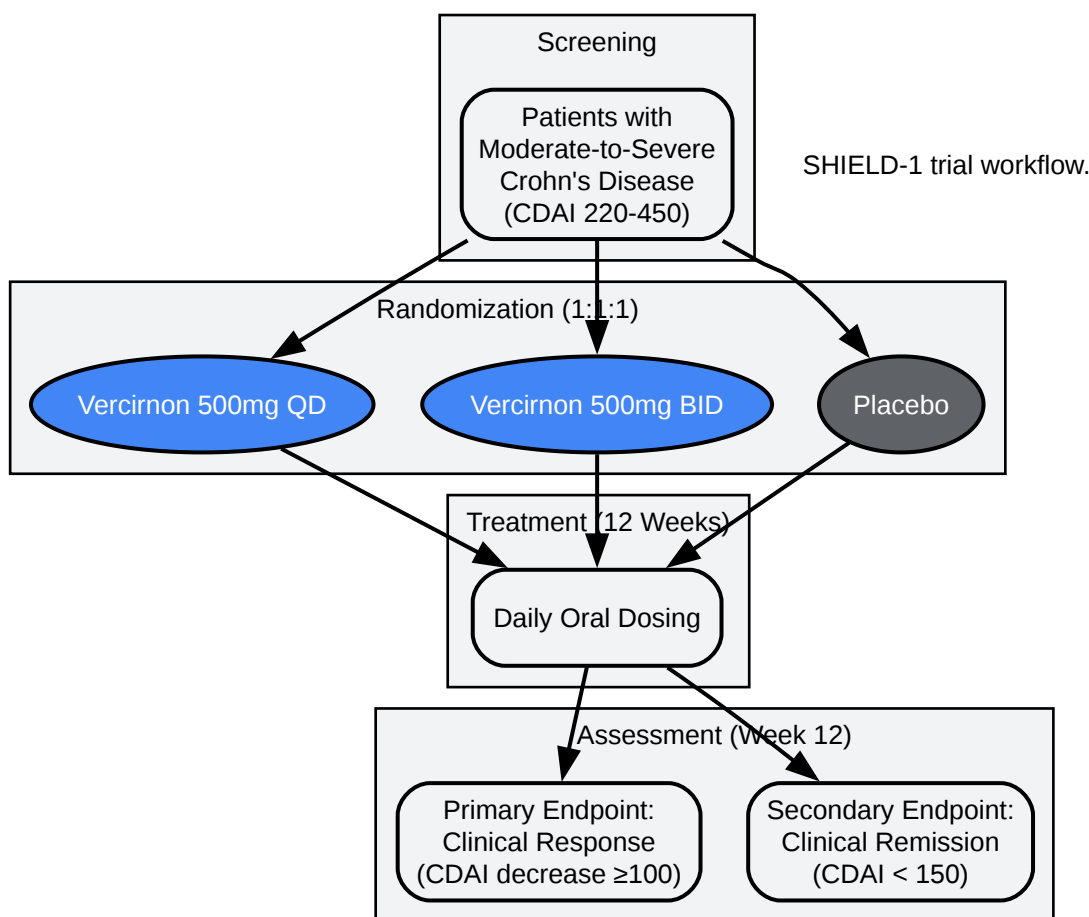 Screening
Patients with
Moderate-to-Severe
Crohn's Disease
(CDAI 220-450)
SHIELD-1 trial workflow.
Randomization (1:1:1)
Vercirnon 500mg QD
Vercirnon 500mg BID
Placebo
Treatment (12 Weeks)
Daily Oral Dosing
Assessment (Week 12)
Primary Endpoint:
Clinical Response
(CDAI decrease ≥100)
Secondary Endpoint:
Clinical Remission
(CDAI < 150)